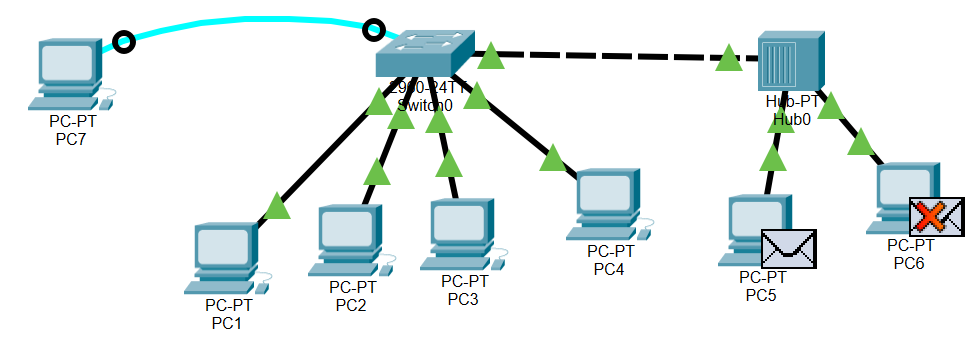 2960-24TT
Switch0
Hub-PT
Hub0
PC-PT
PC7
PC-PT
PC4
PC-PT
PC6
PC-PT
PC5
PC-PT
PC3
PC-PT
PC2
PC-PT
PC1